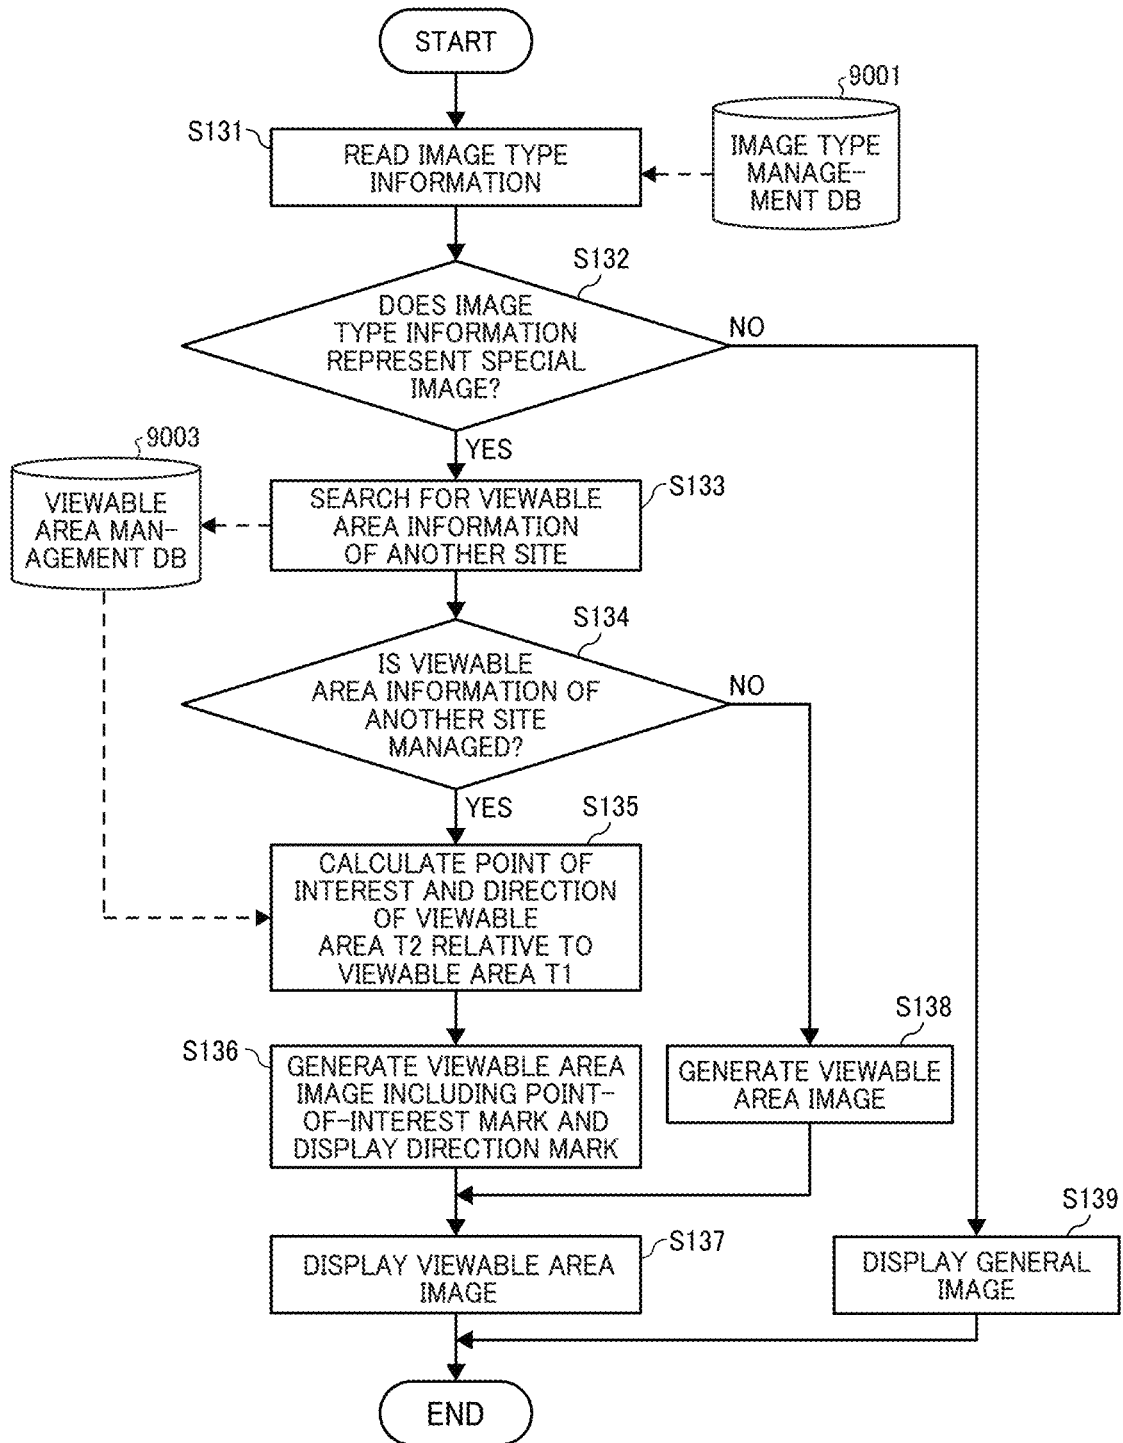 START
9001
S131
READ IMAGE TYPE
INFORMATION
IMAGE TYPE
MANAGE-
MENT DB
S132
DOES IMAGE
TYPE INFORMATION
REPRESENT SPECIAL
IMAGE?
NO
YES
9003
VIEWABLE
AREA MAN-
AGEMENT DB
S133
SEARCH FOR VIEWABLE
AREA INFORMATION
OF ANOTHER SITE
S134
IS VIEWABLE
AREA INFORMATION OF
ANOTHER SITE
MANAGED?
NO
YES
S135
CALCULATE POINT OF
INTEREST AND DIRECTION
OF VIEWABLE
AREA T2 RELATIVE TO
VIEWABLE AREA T1
S136
GENERATE VIEWABLE AREA
IMAGE INCLUDING POINT-
OF-INTEREST MARK AND
DISPLAY DIRECTION MARK
S138
GENERATE VIEWABLE
AREA IMAGE
S137
DISPLAY VIEWABLE AREA
IMAGE
S139
DISPLAY GENERAL
IMAGE
END